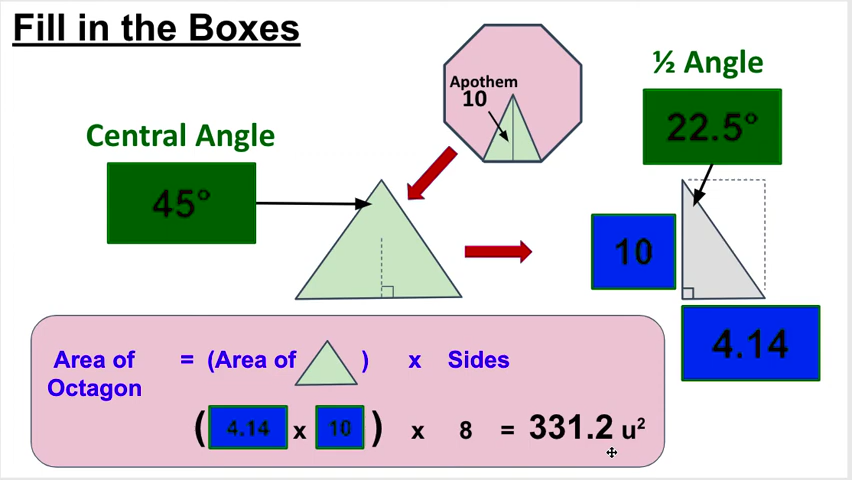 Fill in the Boxes
Apothem
10
½ Angle
22.5°
Central Angle
45°
10
4.14
Area of = (Area of ) x Sides
Octagon
( 4.14 x 10 ) x 8 = 331.2 u²